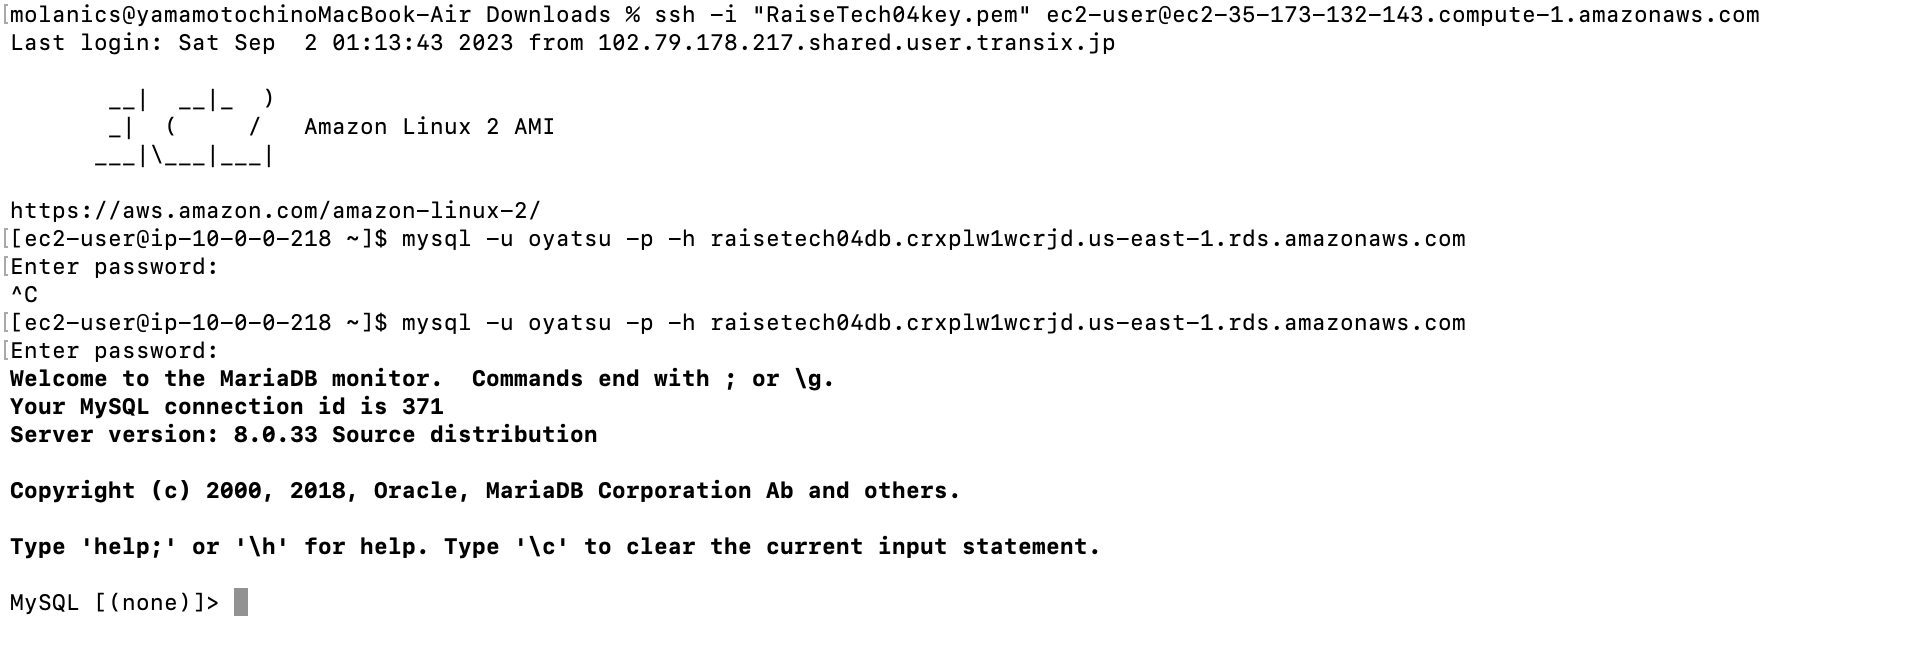 [molanics@yamamotochinoMacBook-Air Downloads % ssh -i "RaiseTech04key.pem" ec2-user@ec2-35-173-132-143.compute-1.amazonaws.com
Last login: Sat Sep  2 01:13:43 2023 from 102.79.178.217.shared.user.transix.jp

       __|  __|_  )
       _|  (     /   Amazon Linux 2 AMI
      ___|\___|___|

https://aws.amazon.com/amazon-linux-2/
[[ec2-user@ip-10-0-0-218 ~]$ mysql -u oyatsu -p -h raisetech04db.crxplw1wcrjd.us-east-1.rds.amazonaws.com
[Enter password:
^C
[[ec2-user@ip-10-0-0-218 ~]$ mysql -u oyatsu -p -h raisetech04db.crxplw1wcrjd.us-east-1.rds.amazonaws.com
[Enter password:
Welcome to the MariaDB monitor.  Commands end with ; or \g.
Your MySQL connection id is 371
Server version: 8.0.33 Source distribution

Copyright (c) 2000, 2018, Oracle, MariaDB Corporation Ab and others.

Type 'help;' or '\h' for help. Type '\c' to clear the current input statement.

MySQL [(none)]>